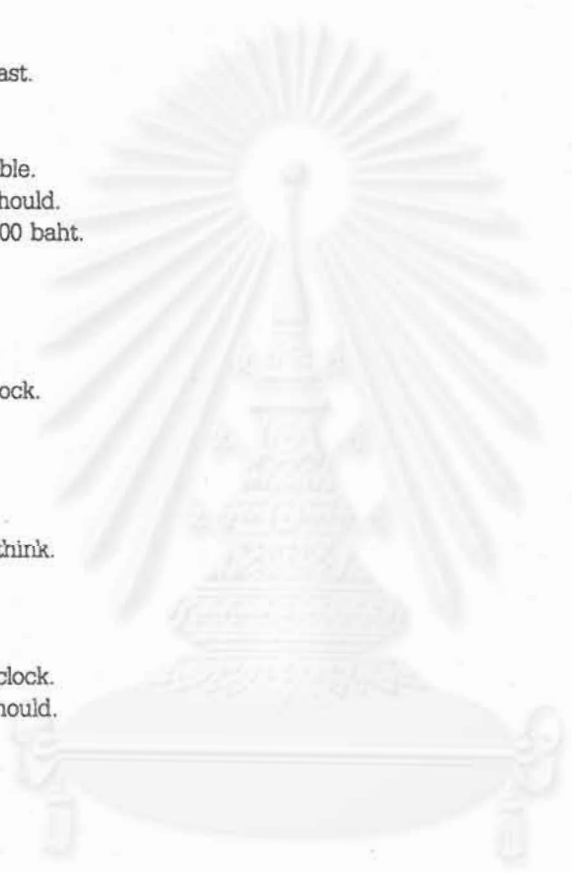 ast.
ble.
hould.
00 baht.
ock.
think.
clock.
hould.